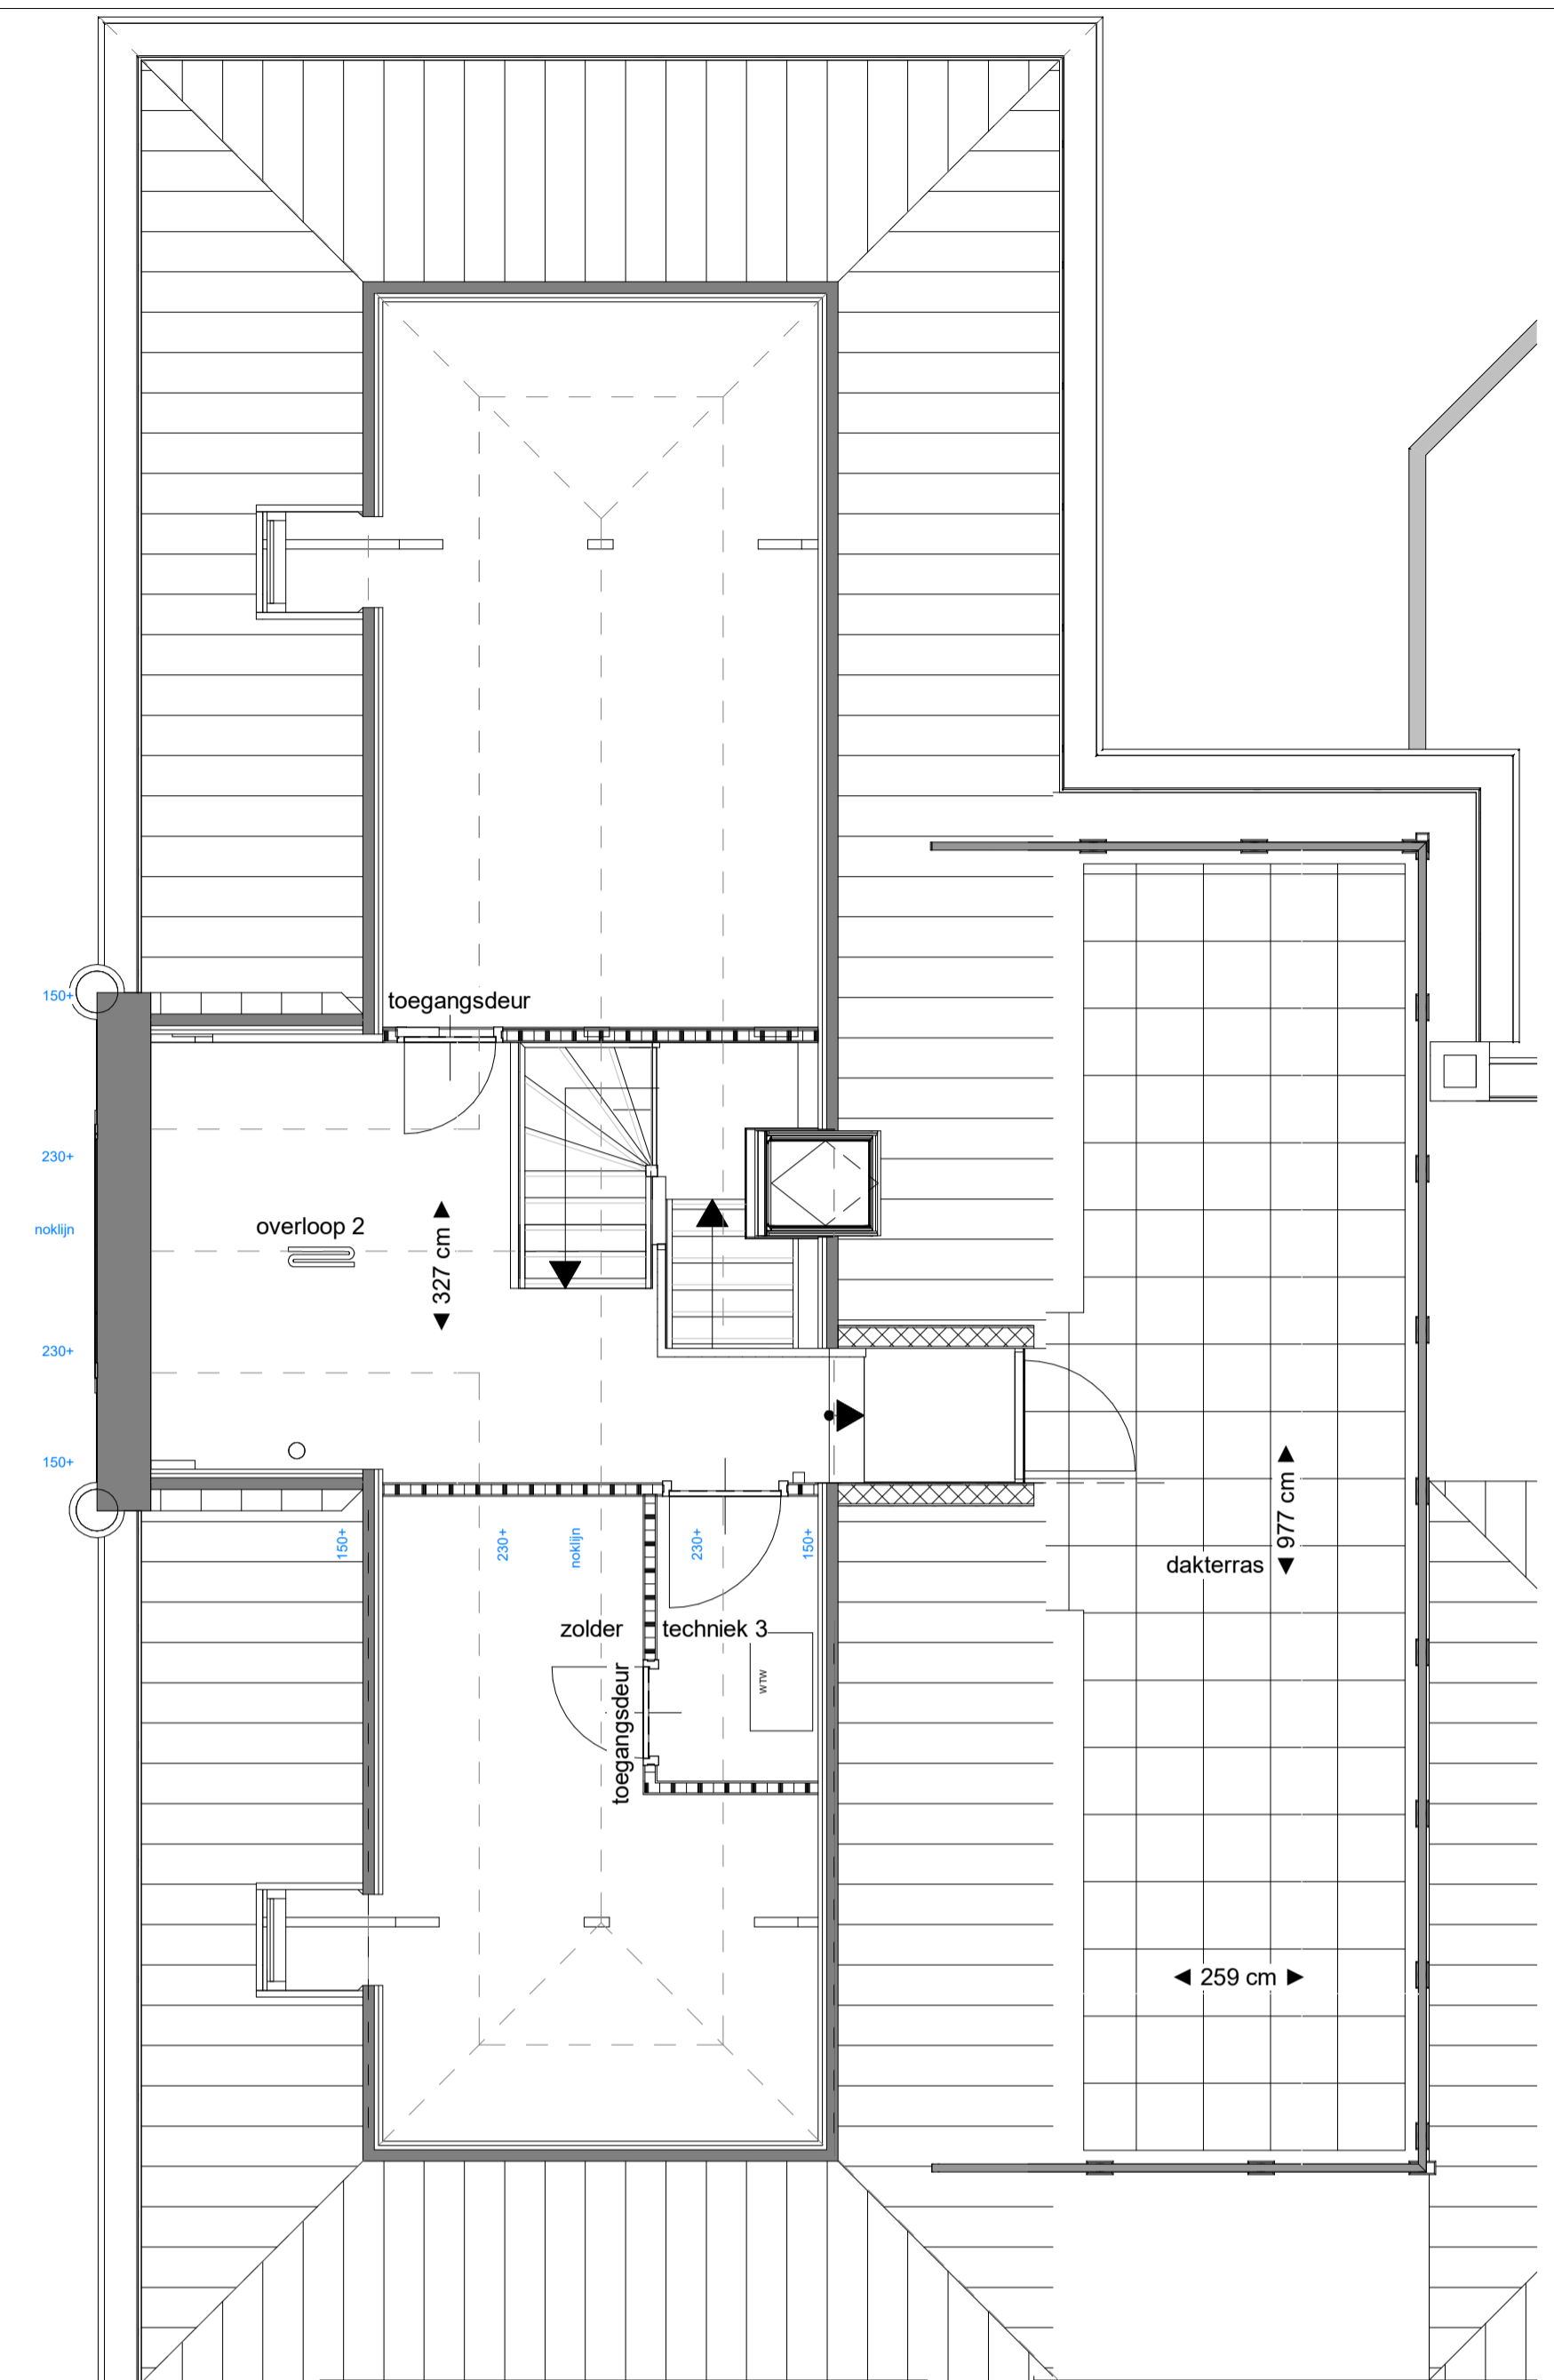 150+
toegangsdeur
230+
noklijn
overloop 2
327 cm
230+
150+
150+
230+
noklijn
230+
150+
977 cm
dakterras
zolder
techniek 3
WTW
toegangsdeur
259 cm